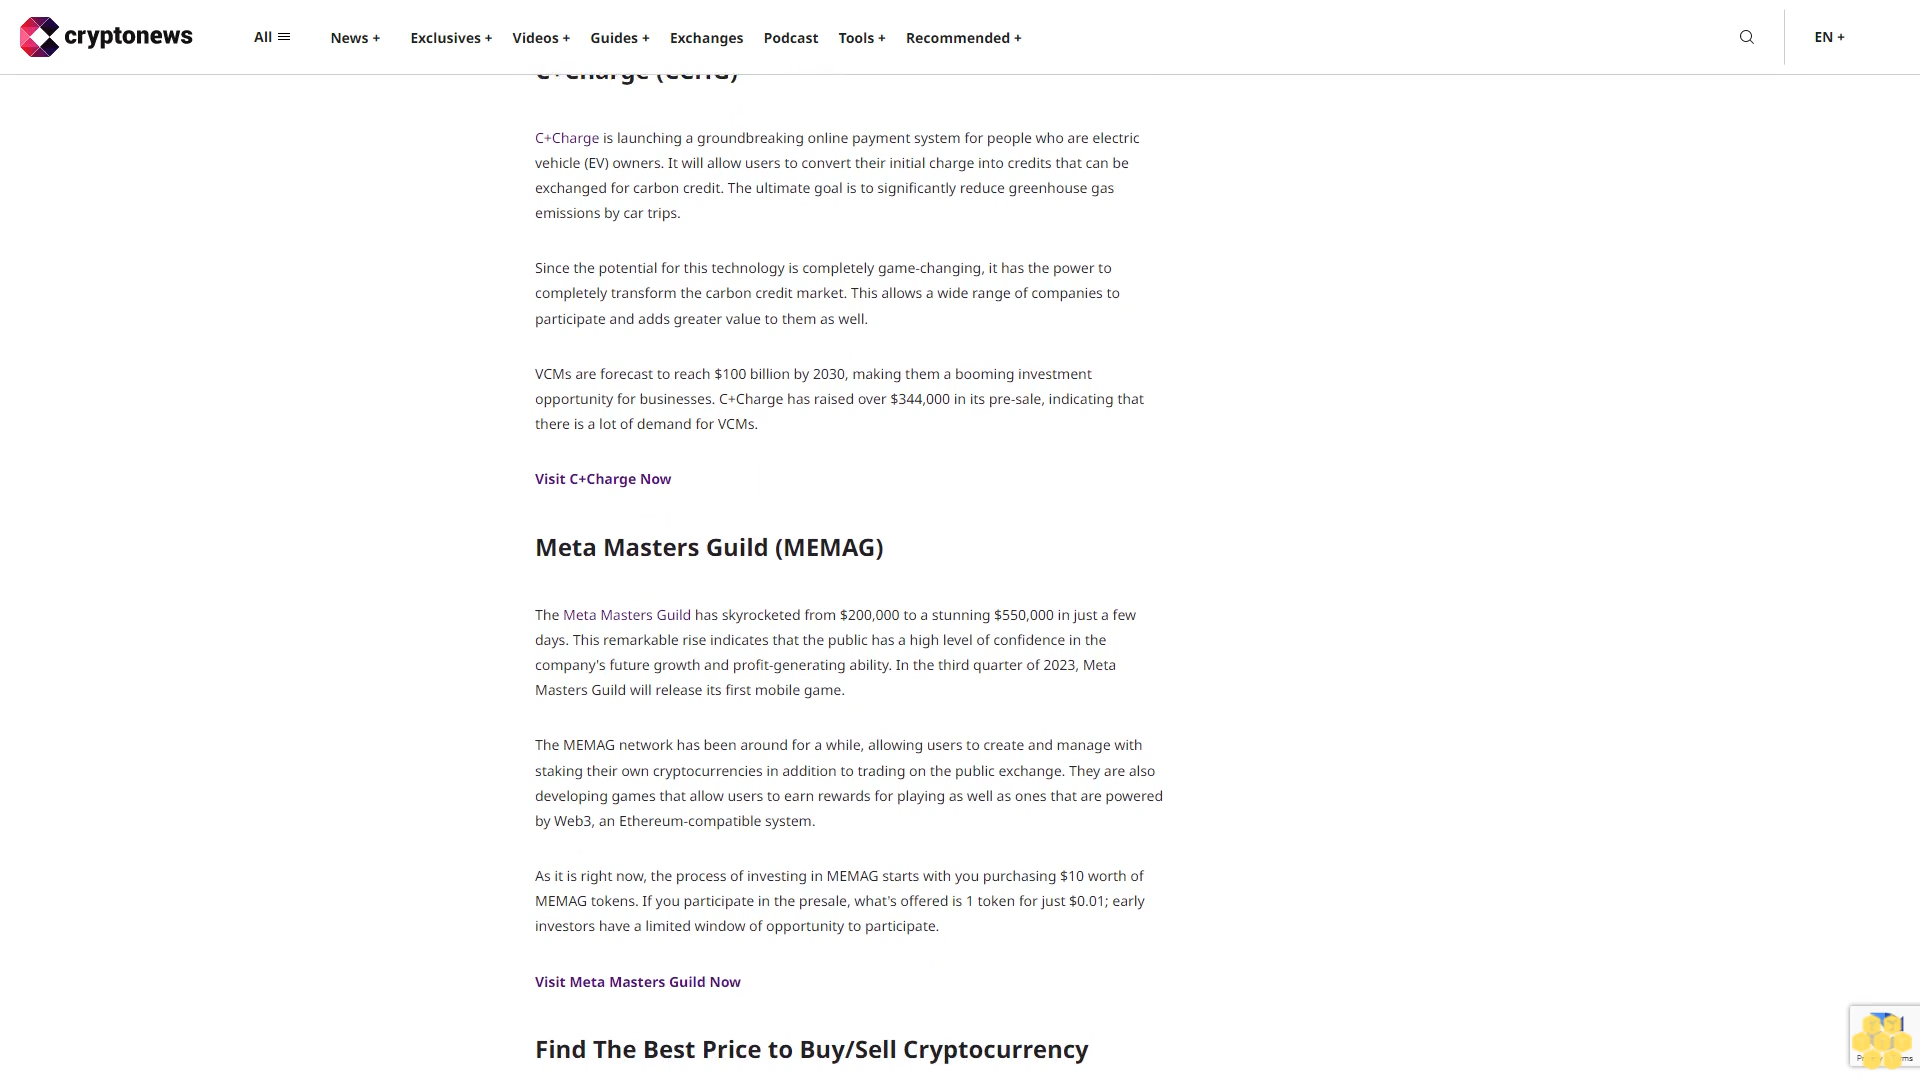 cryptonews
All
News +
Exclusives +
Videos +
Guides +
Exchanges
Podcast
Tools +
Recommended +
EN +
C+Charge (CCHG)
C+Charge is launching a groundbreaking online payment system for people who are electric
vehicle (EV) owners. It will allow users to convert their initial charge into credits that can be
exchanged for carbon credit. The ultimate goal is to significantly reduce greenhouse gas
emissions by car trips.
Since the potential for this technology is completely game-changing, it has the power to
completely transform the carbon credit market. This allows a wide range of companies to
participate and adds greater value to them as well.
VCMs are forecast to reach $100 billion by 2030, making them a booming investment
opportunity for businesses. C+Charge has raised over $344,000 in its pre-sale, indicating that
there is a lot of demand for VCMs.
Visit C+Charge Now
Meta Masters Guild (MEMAG)
The Meta Masters Guild has skyrocketed from $200,000 to a stunning $550,000 in just a few
days. This remarkable rise indicates that the public has a high level of confidence in the
company's future growth and profit-generating ability. In the third quarter of 2023, Meta
Masters Guild will release its first mobile game.
The MEMAG network has been around for a while, allowing users to create and manage with
staking their own cryptocurrencies in addition to trading on the public exchange. They are also
developing games that allow users to earn rewards for playing as well as ones that are powered
by Web3, an Ethereum-compatible system.
As it is right now, the process of investing in MEMAG starts with you purchasing $10 worth of
MEMAG tokens. If you participate in the presale, what's offered is 1 token for just $0.01; early
investors have a limited window of opportunity to participate.
Visit Meta Masters Guild Now
Find The Best Price to Buy/Sell Cryptocurrency